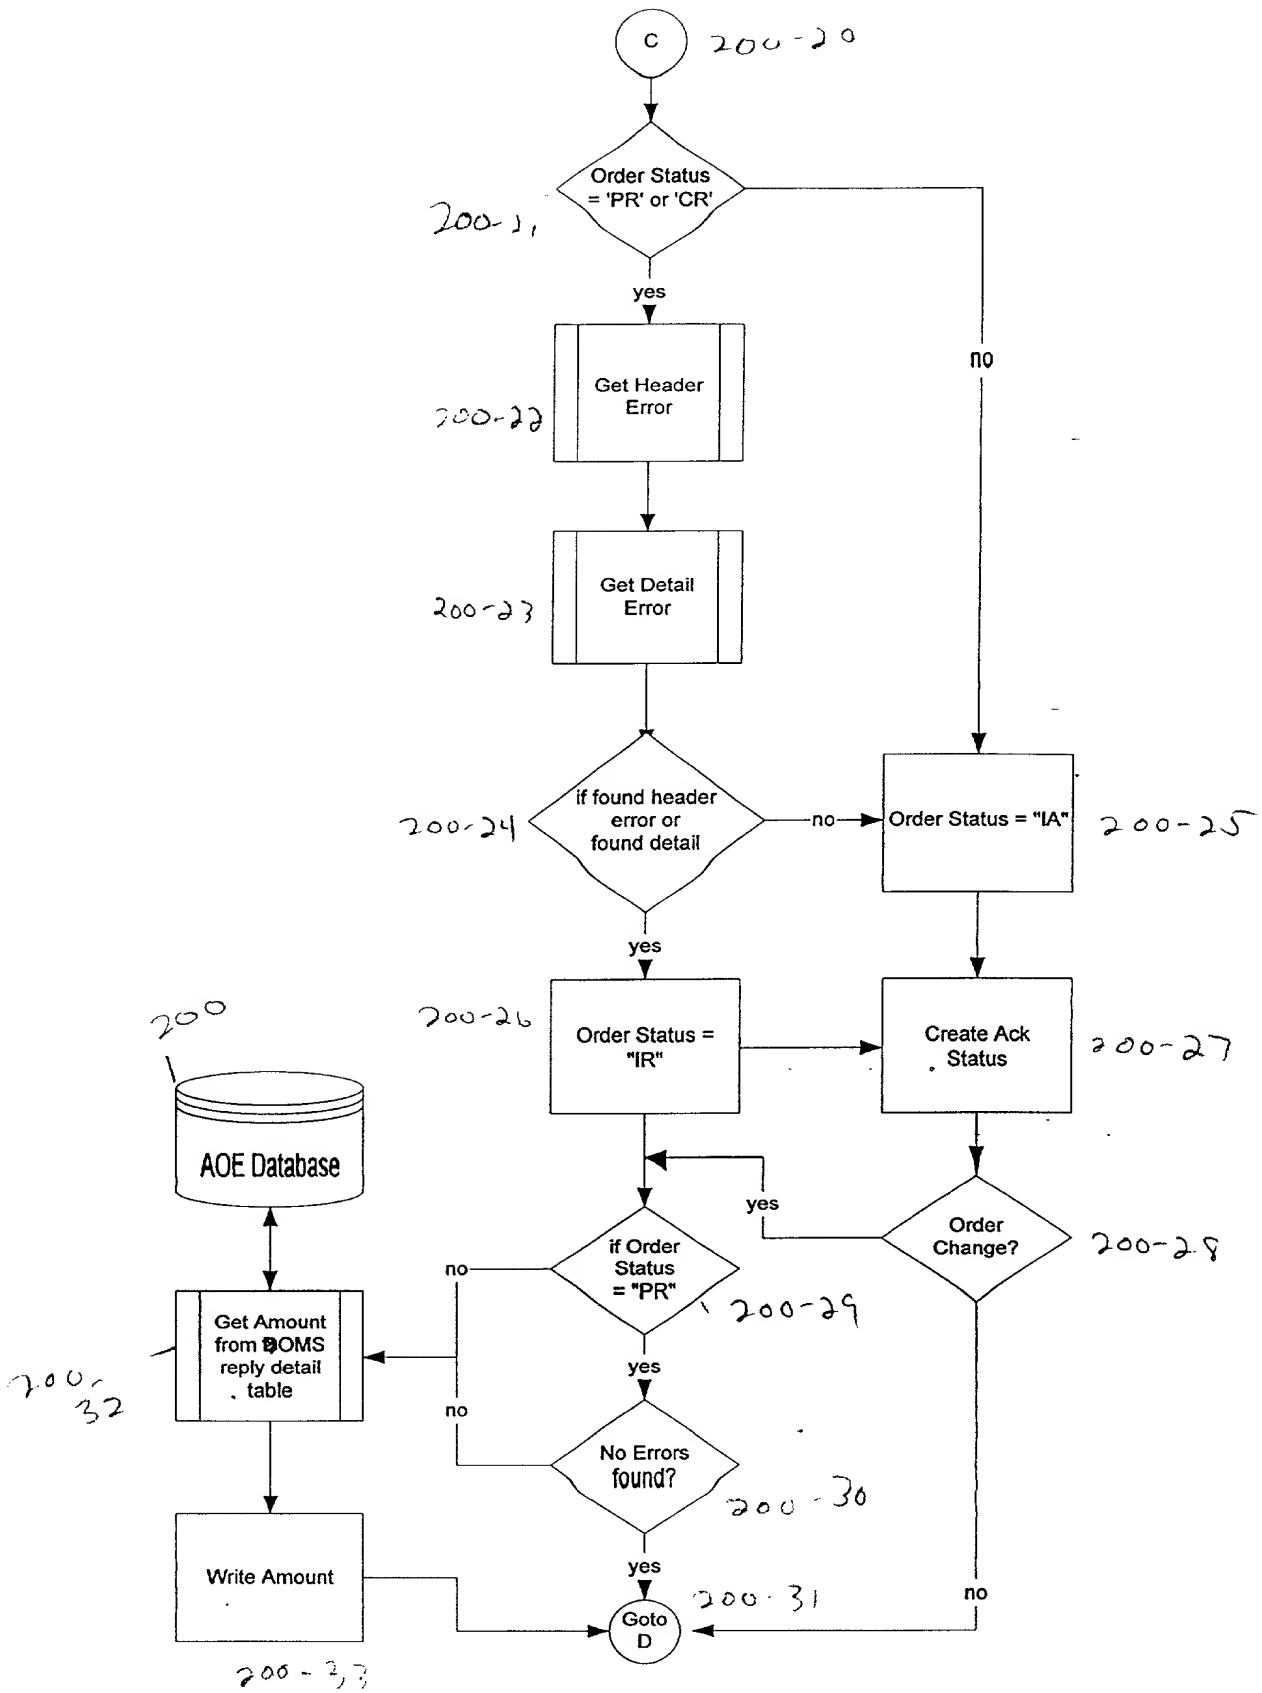 C
200-20
Order Status
= 'PR' or 'CR'
200-21
yes
no
Get Header
Error
200-22
Get Detail
Error
200-23
if found header
error or
found detail
200-24
no
Order Status = "IA"
200-25
yes
Order Status =
"IR"
200-26
Create Ack
Status
200-27
200
AOE Database
yes
Order
Change?
200-28
if Order
Status
= "PR"
200-29
no
Get Amount
from DOMS
reply detail
table
200-
32
yes
no
No Errors
found?
200-30
yes
no
Write Amount
200-33
Goto
D
200-31